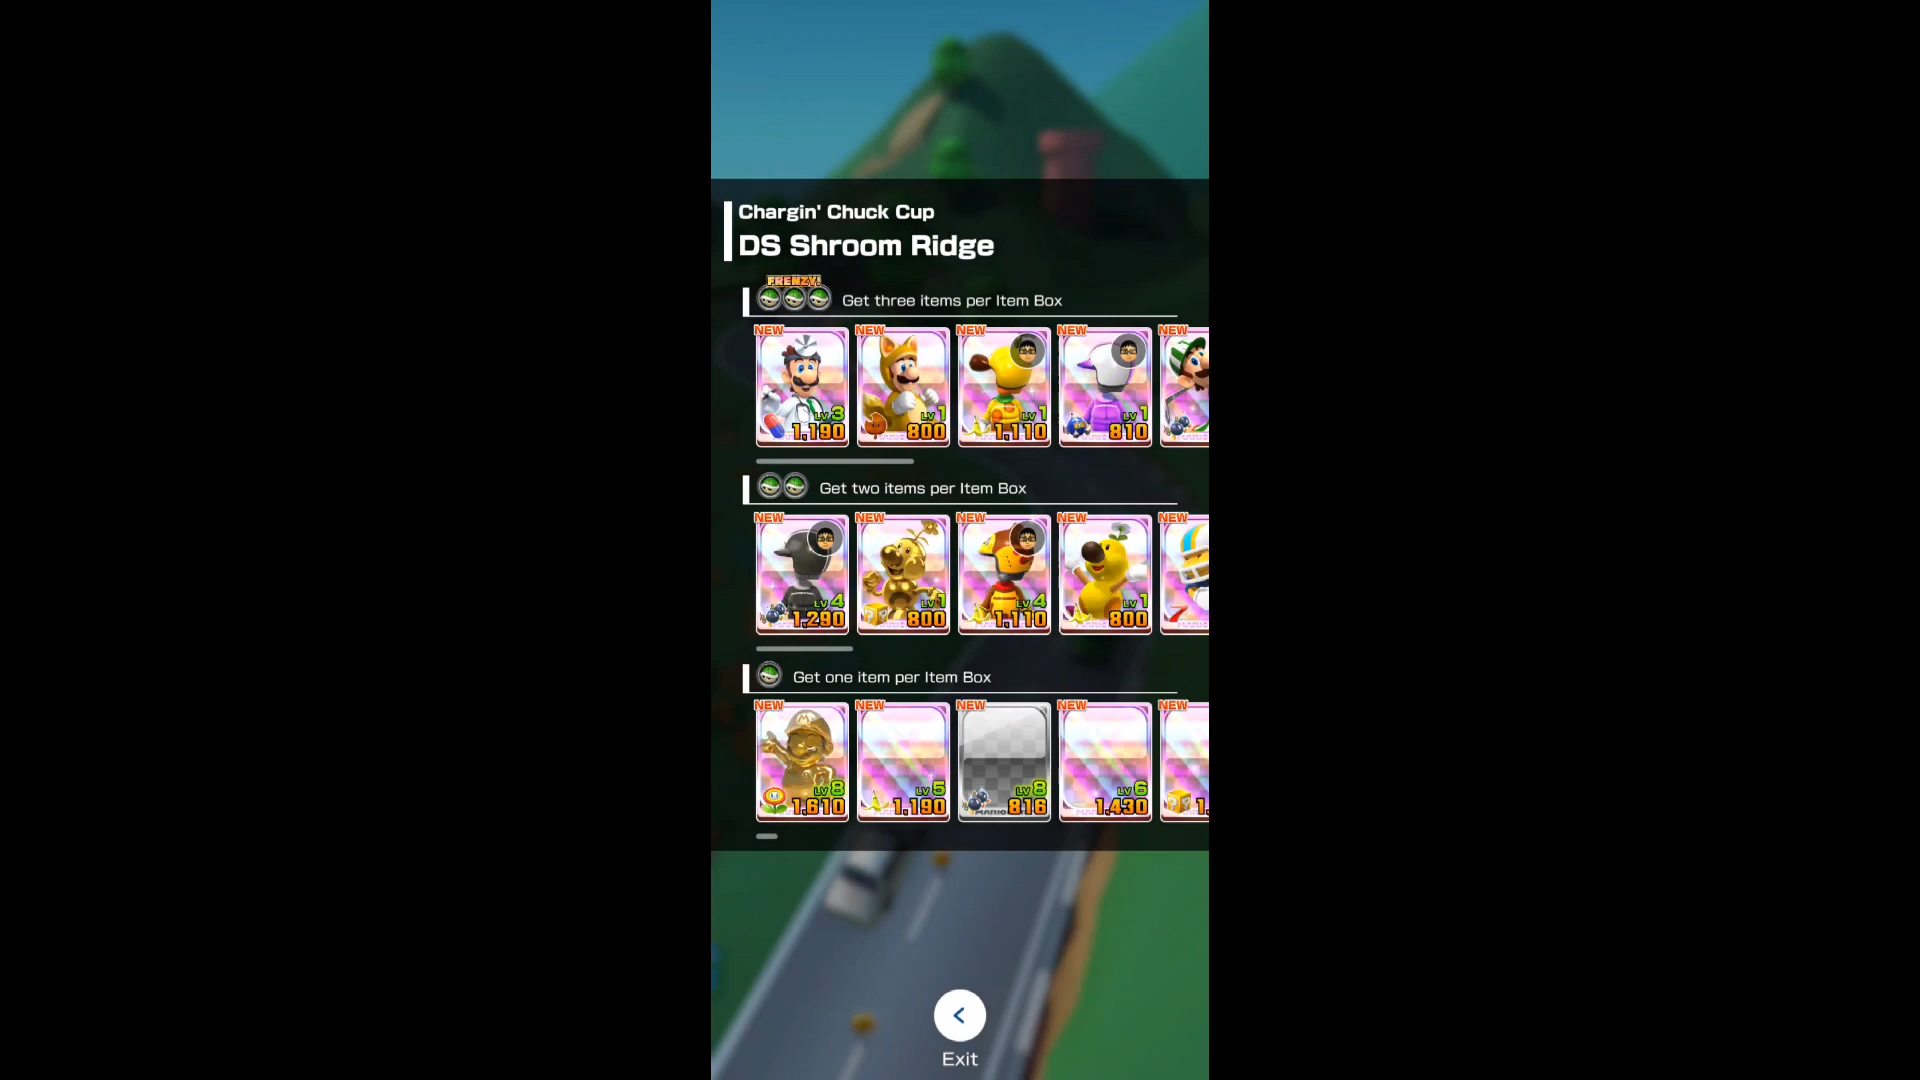 Chargin' Chuck Cup
DS Shroom Ridge
FRENZY!
Get three items per Item Box
NEW NEW NEW NEW NEW
LV 3 LV 1 LV 1 LV 1
1,190 800 1,110 810
Get two items per Item Box
NEW NEW NEW NEW NEW
LV 4 LV 1 LV 4 LV 1
1,290 800 1,110 800
Get one item per Item Box
NEW NEW NEW NEW NEW
LV 8 LV 5 LV 8 LV 6
1,610 1,190 816 1,430
MARIO
Exit